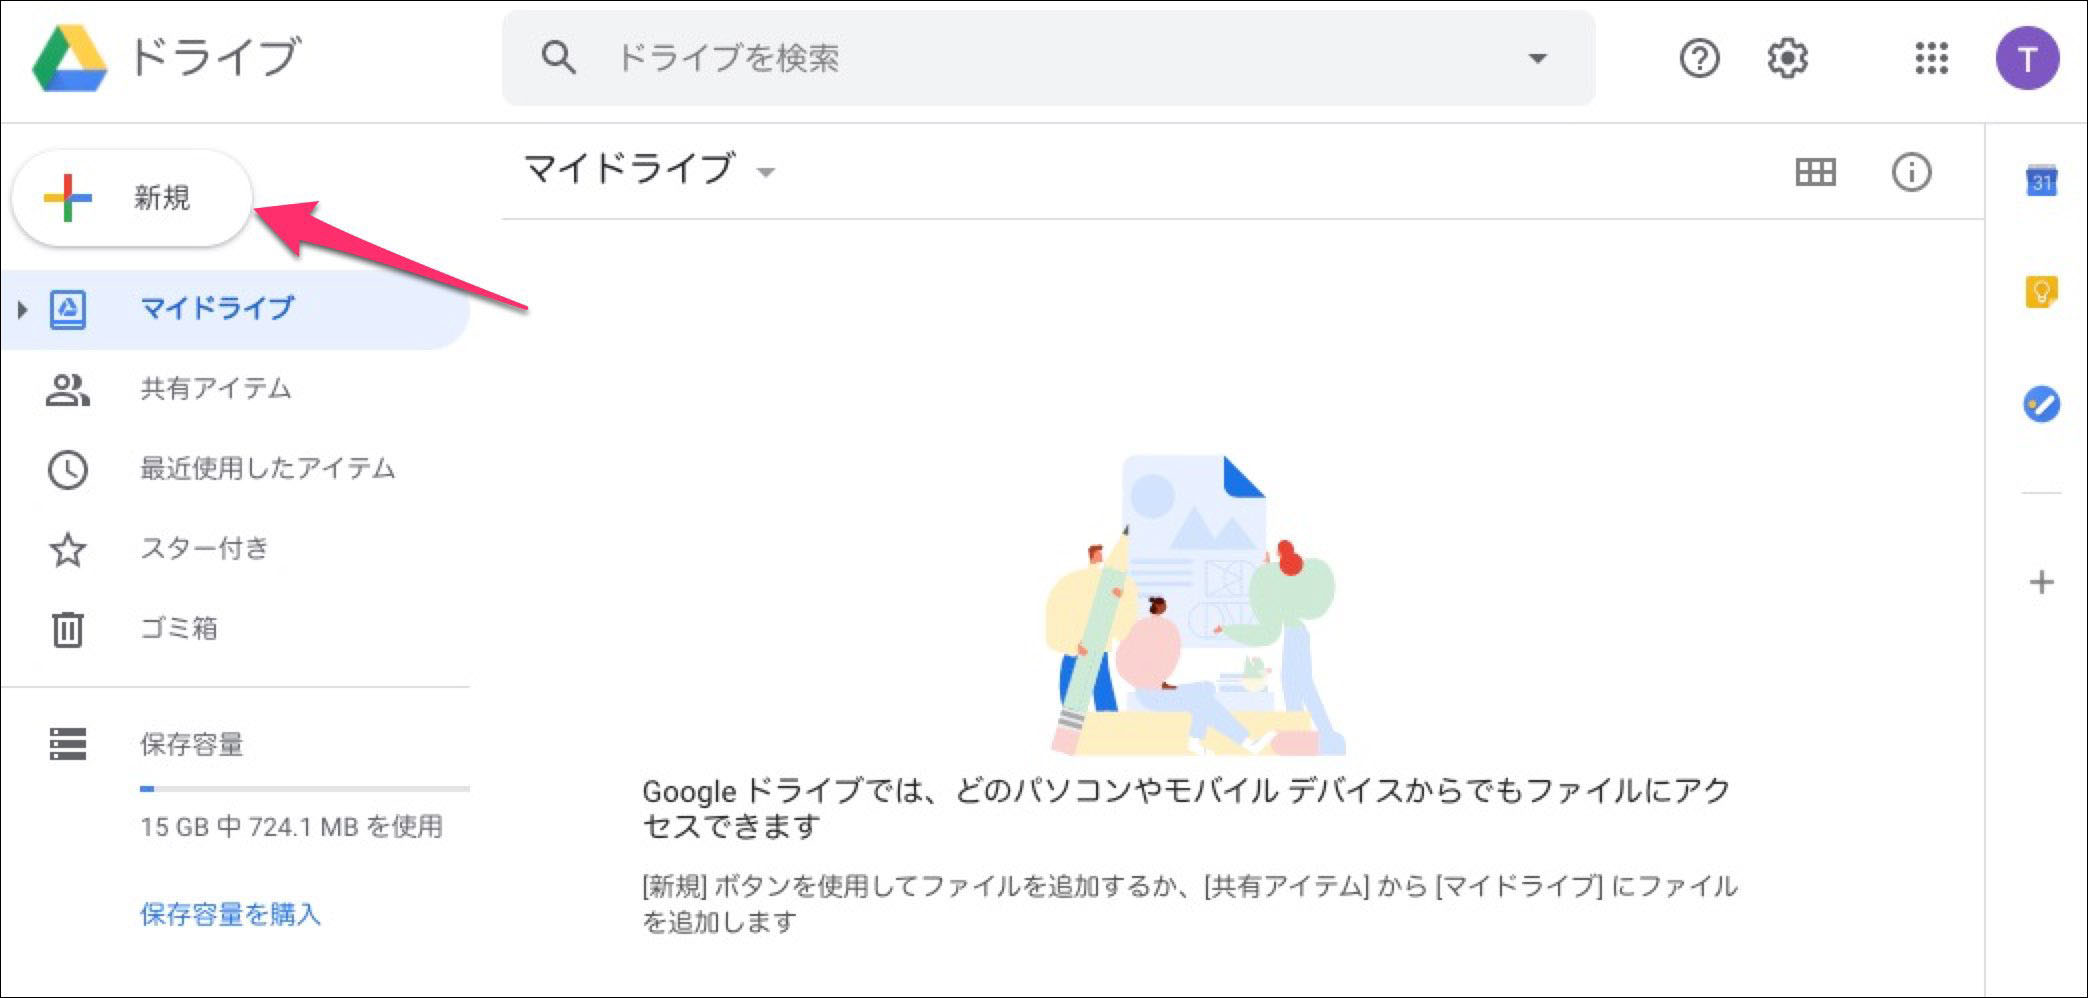 ドライブ
ドライブを検索
T
新規
マイドライブ
31
マイドライブ
共有アイテム
最近使用したアイテム
スター付き
ゴミ箱
保存容量
15 GB 中 724.1 MB を使用
保存容量を購入
Google ドライブでは、どのパソコンやモバイル デバイスからでもファイルにアク
セスできます
[新規] ボタンを使用してファイルを追加するか、[共有アイテム] から [マイドライブ] にファイル
を追加します